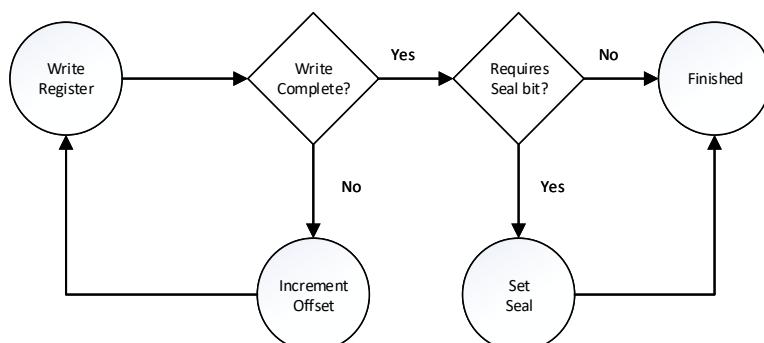 Write
Register
Write
Complete?
Yes
Requires
Seal bit?
No
Finished
No
Yes
Increment
Offset
Set
Seal